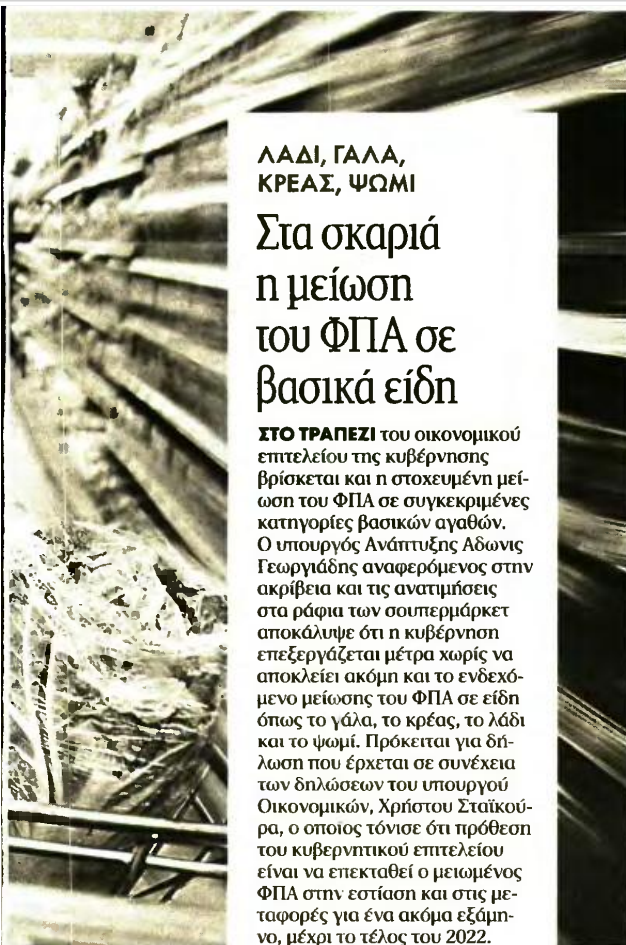 ΛΑΔΙ, ΓΑΛΑ,
ΚΡΕΑΣ, ΨΩΜΙ
Στα σκαριά
η μείωση
του ΦΠΑ σε
βασικά είδη
ΣΤΟ ΤΡΑΠΕΖΙ του οικονομικού
επιτελείου της κυβέρνησης
βρίσκεται και η στοχευμένη μεί-
ωση του ΦΠΑ σε συγκεκριμένες
κατηγορίες βασικών αγαθών.
Ο υπουργός Ανάπτυξης Αδωνις
Γεωργιάδης αναφερόμενος στην
ακρίβεια και τις ανατιμήσεις
στα ράφια των σουπερμάρκετ
αποκάλυψε ότι η κυβέρνηση
επεξεργάζεται μέτρα χωρίς να
αποκλείει ακόμη και το ενδεχό-
μενο μείωσης του ΦΠΑ σε είδη
όπως το γάλα, το κρέας, το λάδι
και το ψωμί. Πρόκειται για δή-
λωση που έρχεται σε συνέχεια
των δηλώσεων του υπουργού
Οικονομικών, Χρήστου Σταϊκού-
ρα, ο οποίος τόνισε ότι πρόθεση
του κυβερνητικού επιτελείου
είναι να επεκταθεί ο μειωμένος
ΦΠΑ στην εστίαση και στις με-
ταφορές για ένα ακόμα εξάμη-
νο, μέχρι το τέλος του 2022.